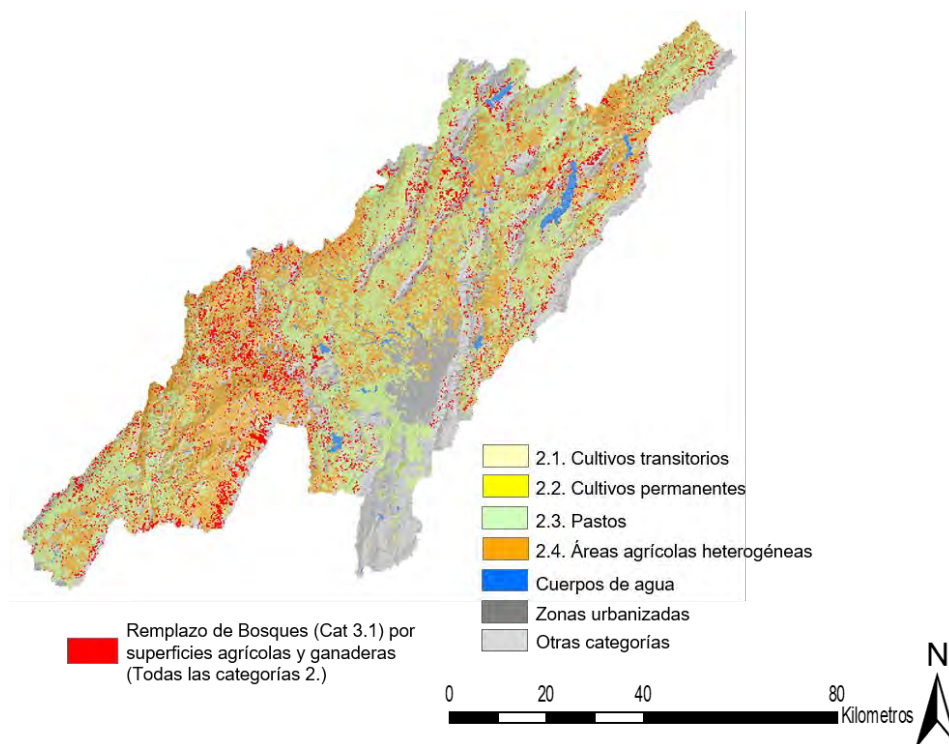 2.1. Cultivos transitorios
2.2. Cultivos permanentes
2.3. Pastos
2.4. Áreas agrícolas heterogéneas
Cuerpos de agua
Zonas urbanizadas
Otras categorías
Remplazo de Bosques (Cat 3.1) por
superficies agrícolas y ganaderas
(Todas las categorías 2.)
N
0 20 40 80
Kilometros